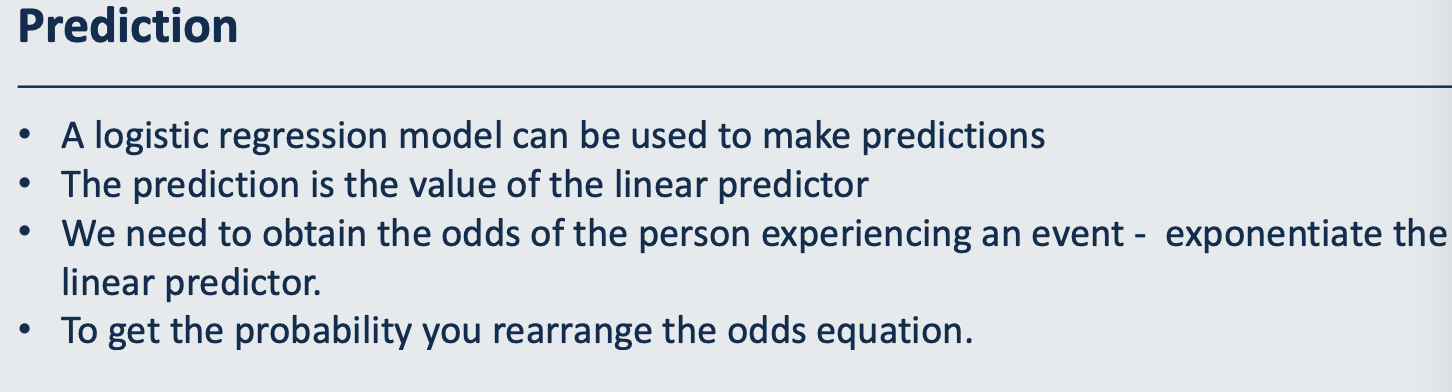 Prediction
• A logistic regression model can be used to make predictions
• The prediction is the value of the linear predictor
• We need to obtain the odds of the person experiencing an event -  exponentiate the
linear predictor.
• To get the probability you rearrange the odds equation.